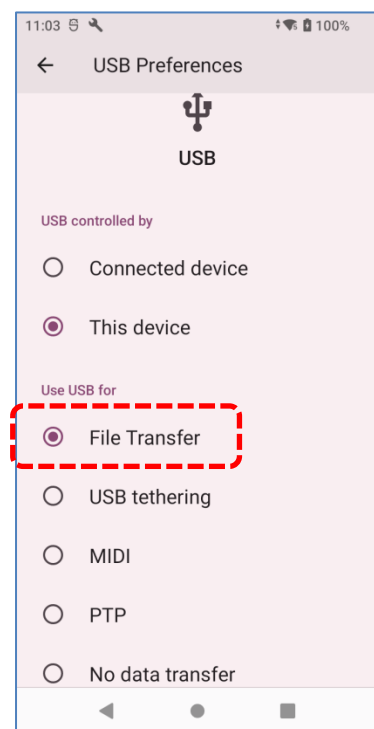 11:03 100%
USB Preferences
USB
USB controlled by
Connected device
This device
Use USB for
File Transfer
USB tethering
MIDI
PTP
No data transfer